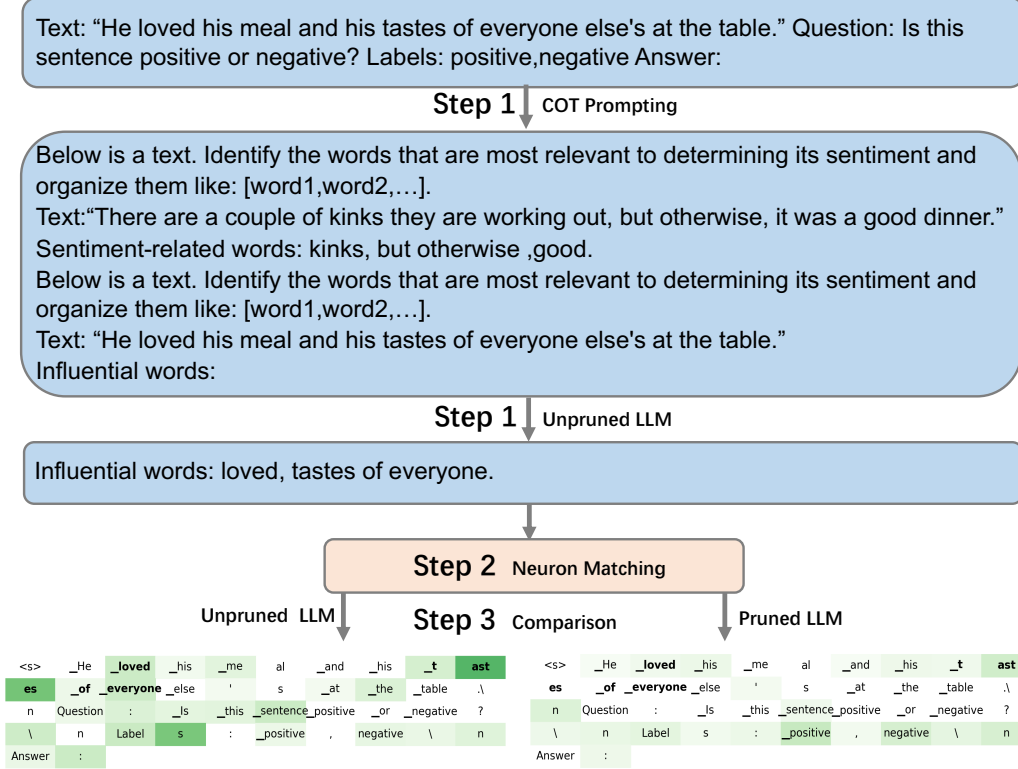 Text: “He loved his meal and his tastes of everyone else's at the table.” Question: Is this
sentence positive or negative? Labels: positive,negative Answer:
Step 1 COT Prompting
Below is a text. Identify the words that are most relevant to determining its sentiment and
organize them like: [word1,word2,…].
Text:“There are a couple of kinks they are working out, but otherwise, it was a good dinner.”
Sentiment-related words: kinks, but otherwise ,good.
Below is a text. Identify the words that are most relevant to determining its sentiment and
organize them like: [word1,word2,…].
Text: “He loved his meal and his tastes of everyone else's at the table.”
Influential words:
Step 1 Unpruned LLM
Influential words: loved, tastes of everyone.
Step 2 Neuron Matching
Unpruned LLM Step 3 Comparison Pruned LLM
<s> _He _loved _his _me al _and _his _t ast
es _of _everyone _else ' s _at _the _table .\
n Question : _Is _this _sentence _positive _or _negative ?
\ n Label s : _positive , negative \ n
Answer :
<s> _He _loved _his _me al _and _his _t ast
es _of _everyone _else ' s _at _the _table .\
n Question : _Is _this _sentence _positive _or _negative ?
\ n Label s : _positive , negative \ n
Answer :